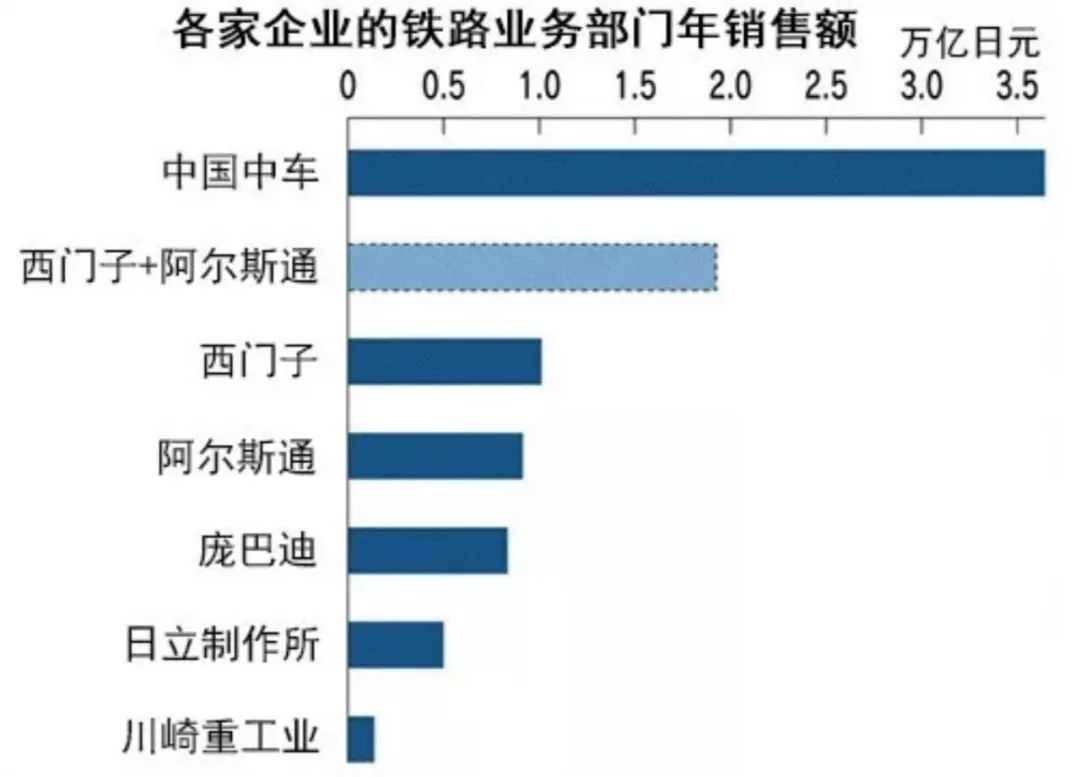 各家企业的铁路业务部门年销售额
万亿日元
0 0.5 1.0 1.5 2.0 2.5 3.0 3.5
中国中车
西门子+阿尔斯通
西门子
阿尔斯通
庞巴迪
日立制作所
川崎重工业